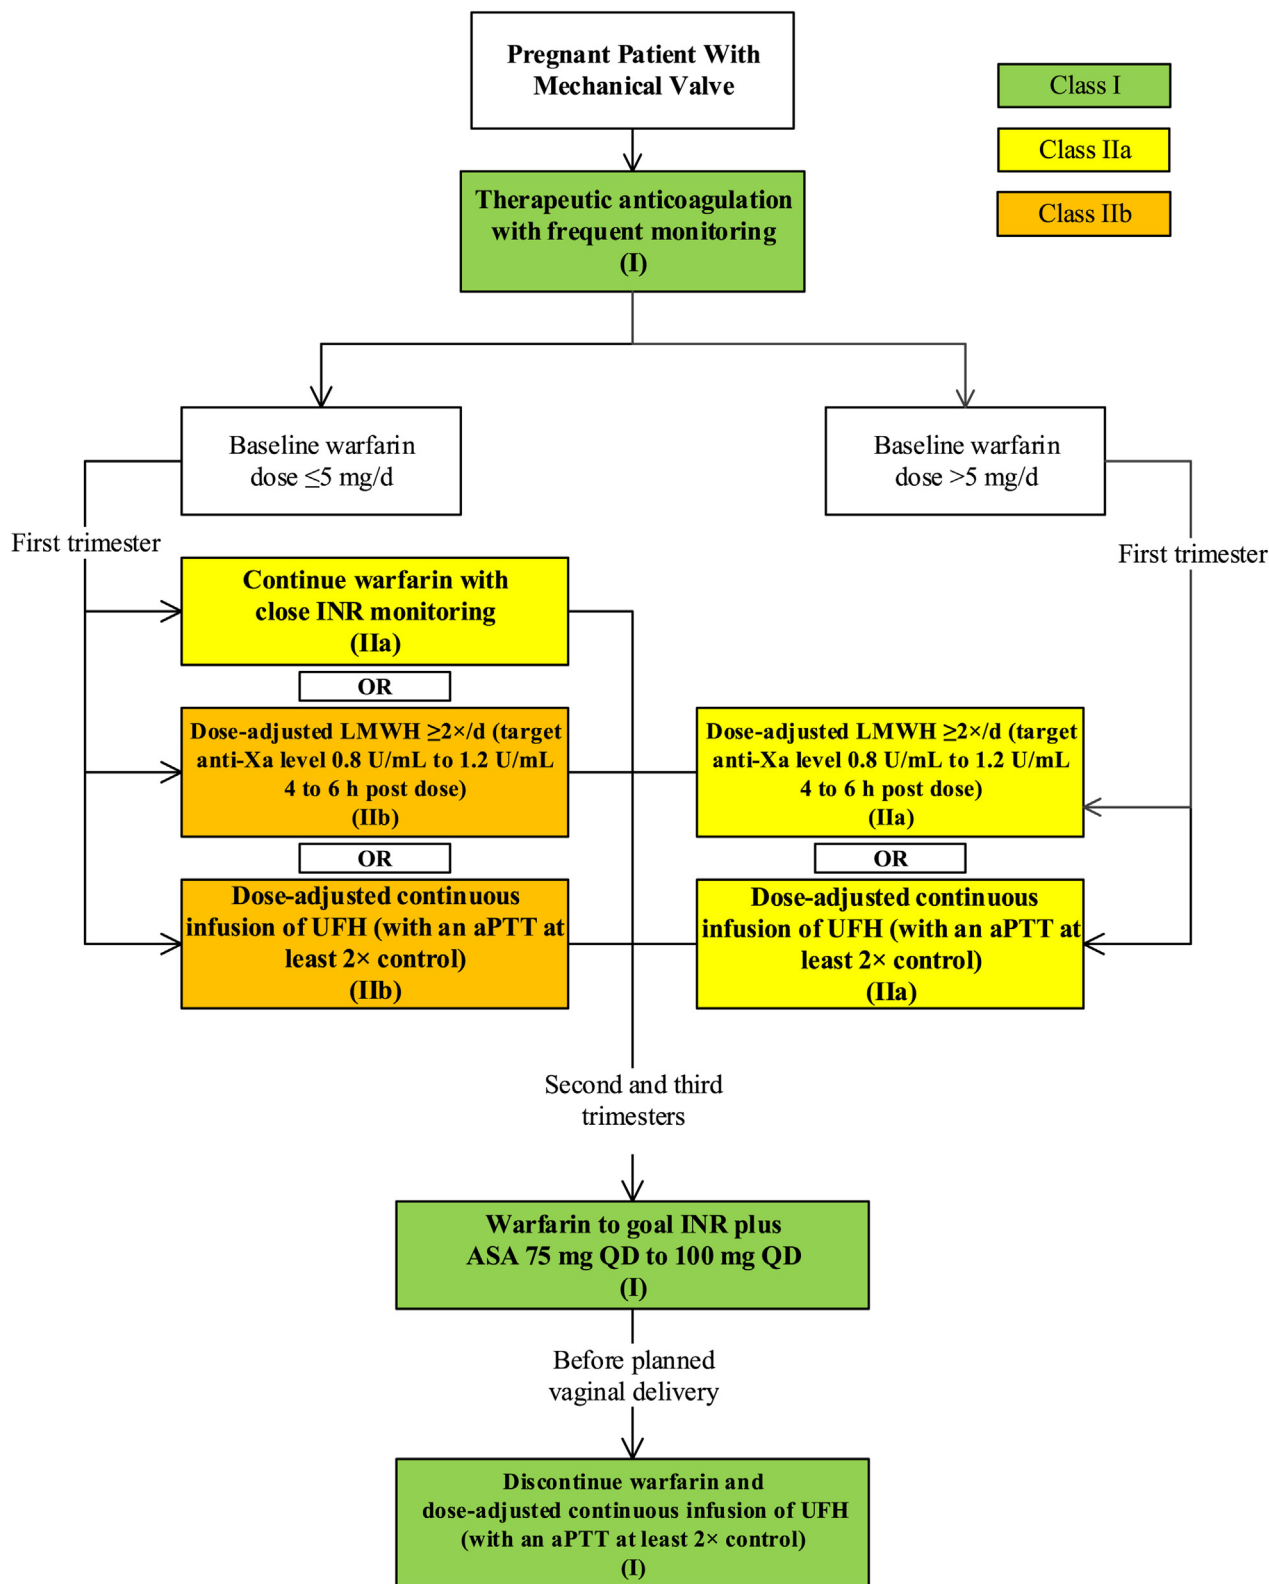 Pregnant Patient With
Mechanical Valve
Class I
Class IIa
Class IIb
Therapeutic anticoagulation
with frequent monitoring
(I)
Baseline warfarin
dose ≤5 mg/d
Baseline warfarin
dose >5 mg/d
First trimester
First trimester
Continue warfarin with
close INR monitoring
(IIa)
OR
Dose-adjusted LMWH ≥2×/d (target
anti-Xa level 0.8 U/mL to 1.2 U/mL
4 to 6 h post dose)
(IIb)
Dose-adjusted LMWH ≥2×/d (target
anti-Xa level 0.8 U/mL to 1.2 U/mL
4 to 6 h post dose)
(IIa)
OR
OR
Dose-adjusted continuous
infusion of UFH (with an aPTT at
least 2× control)
(IIb)
Dose-adjusted continuous
infusion of UFH (with an aPTT at
least 2× control)
(IIa)
Second and third
trimesters
Warfarin to goal INR plus
ASA 75 mg QD to 100 mg QD
(I)
Before planned
vaginal delivery
Discontinue warfarin and
dose-adjusted continuous infusion of UFH
(with an aPTT at least 2× control)
(I)